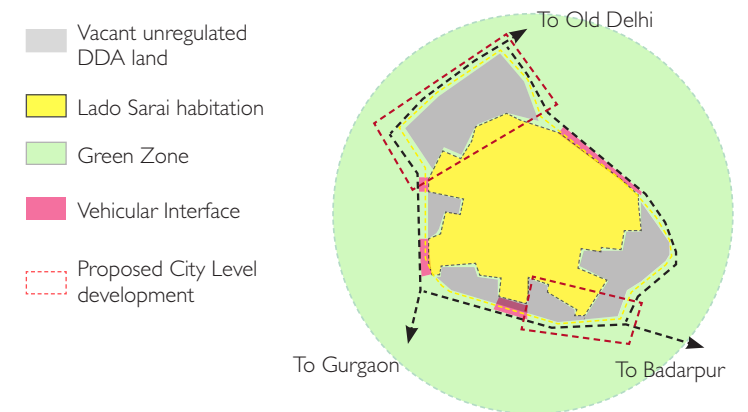 To Old Delhi
Vacant unregulated
DDA land
Lado Sarai habitation
Green Zone
Vehicular Interface
Proposed City Level
development
To Gurgaon
To Badarpur